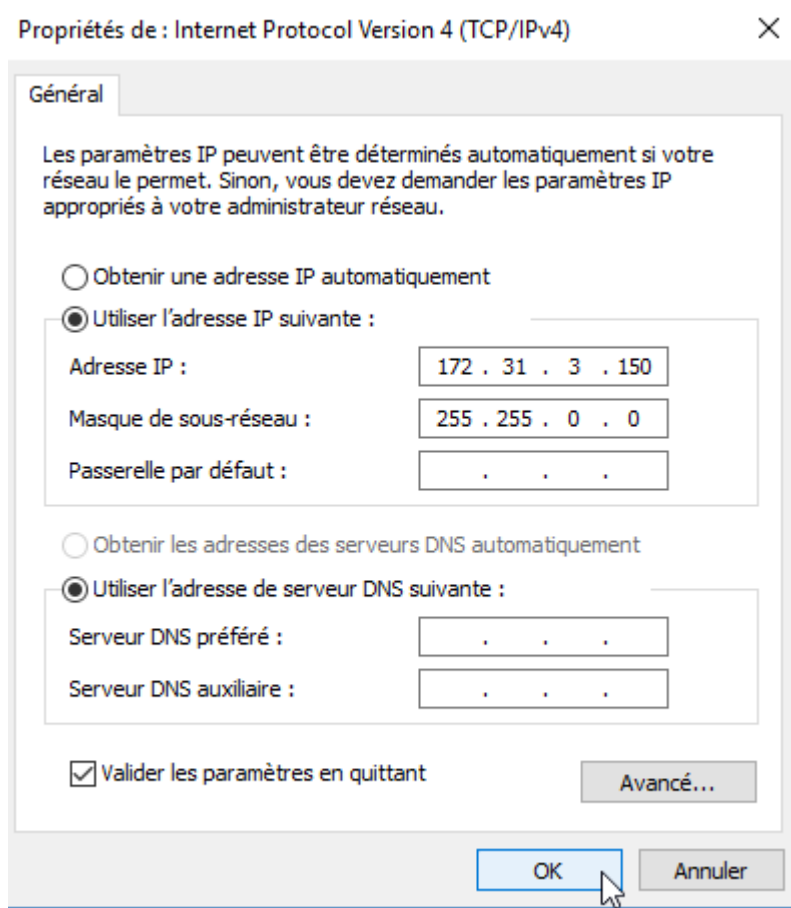 Propriétés de : Internet Protocol Version 4 (TCP/IPv4)
Général
Les paramètres IP peuvent être déterminés automatiquement si votre
réseau le permet. Sinon, vous devez demander les paramètres IP
appropriés à votre administrateur réseau.
Obtenir une adresse IP automatiquement
Utiliser l'adresse IP suivante :
Adresse IP : 172 . 31 . 3 . 150
Masque de sous-réseau : 255 . 255 . 0 . 0
Passerelle par défaut : . . .
Obtenir les adresses des serveurs DNS automatiquement
Utiliser l'adresse de serveur DNS suivante :
Serveur DNS préféré : . . .
Serveur DNS auxiliaire : . . .
Valider les paramètres en quittant Avancé...
OK Annuler